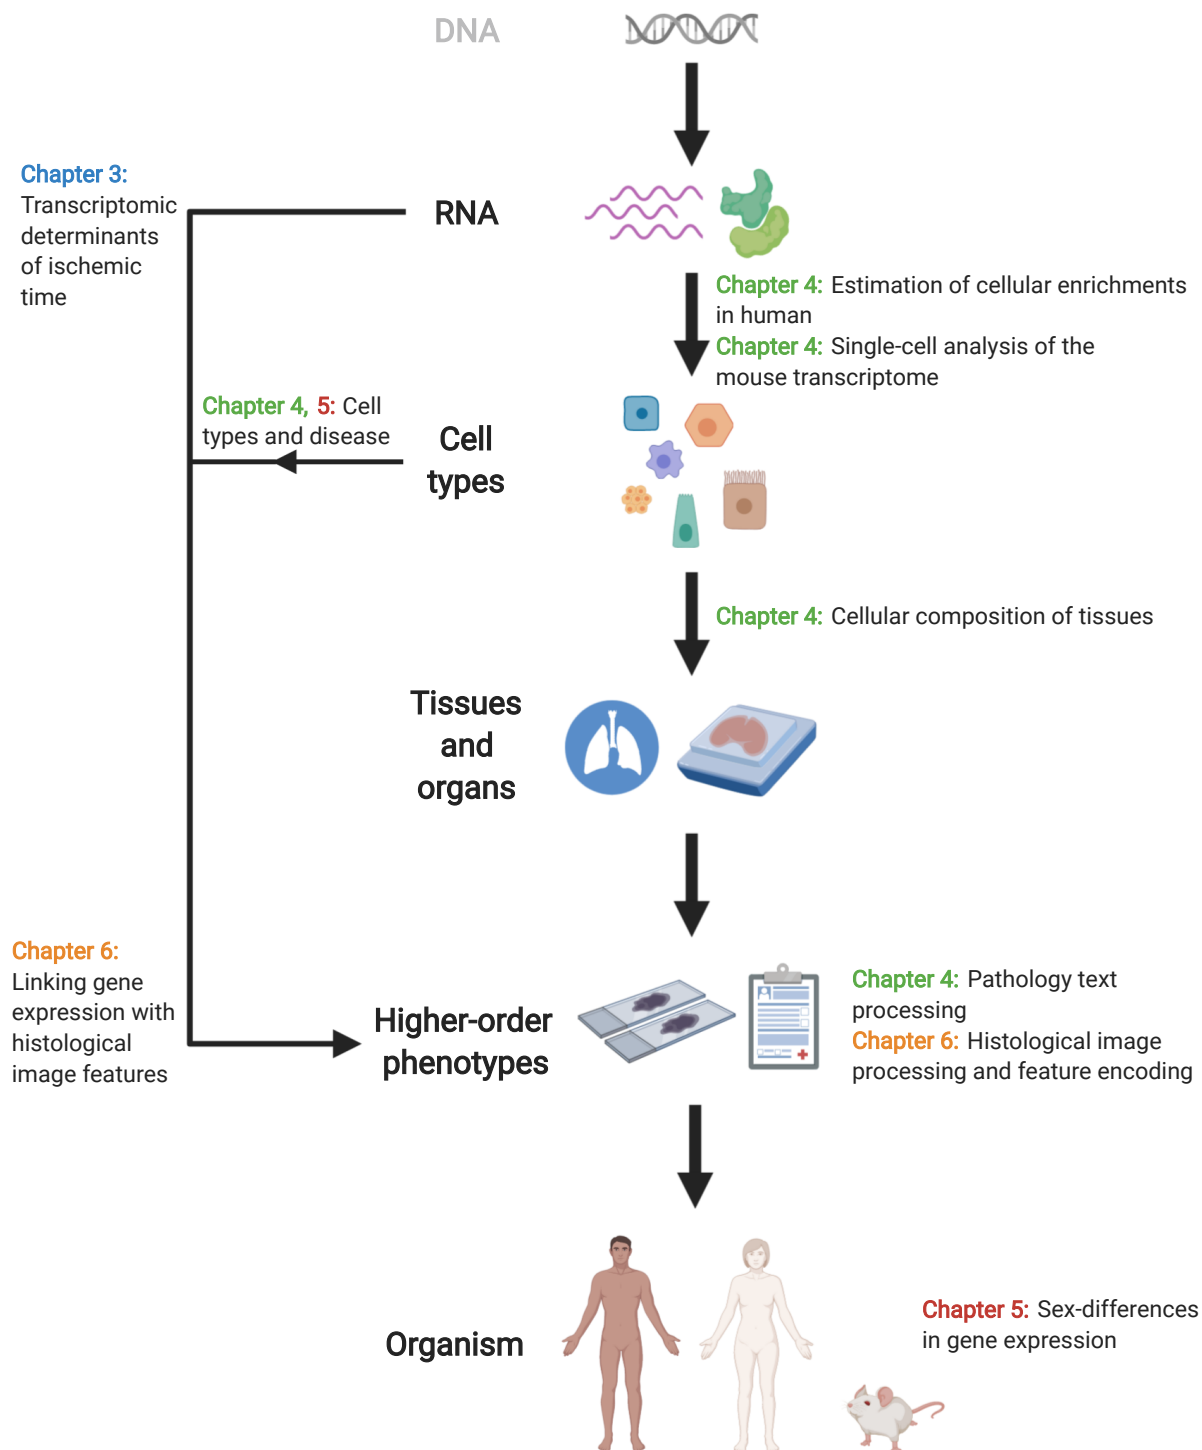 DNA
Chapter 3:
Transcriptomic
determinants
of ischemic
time
RNA
Chapter 4: Estimation of cellular enrichments
in human
Chapter 4: Single-cell analysis of the
mouse transcriptome
Chapter 4, 5: Cell
types and disease
Cell
types
Chapter 4: Cellular composition of tissues
Tissues
and
organs
Chapter 6:
Linking gene
expression with
histological
image features
Higher-order
phenotypes
Chapter 4: Pathology text
processing
Chapter 6: Histological image
processing and feature encoding
Organism
Chapter 5: Sex-differences
in gene expression